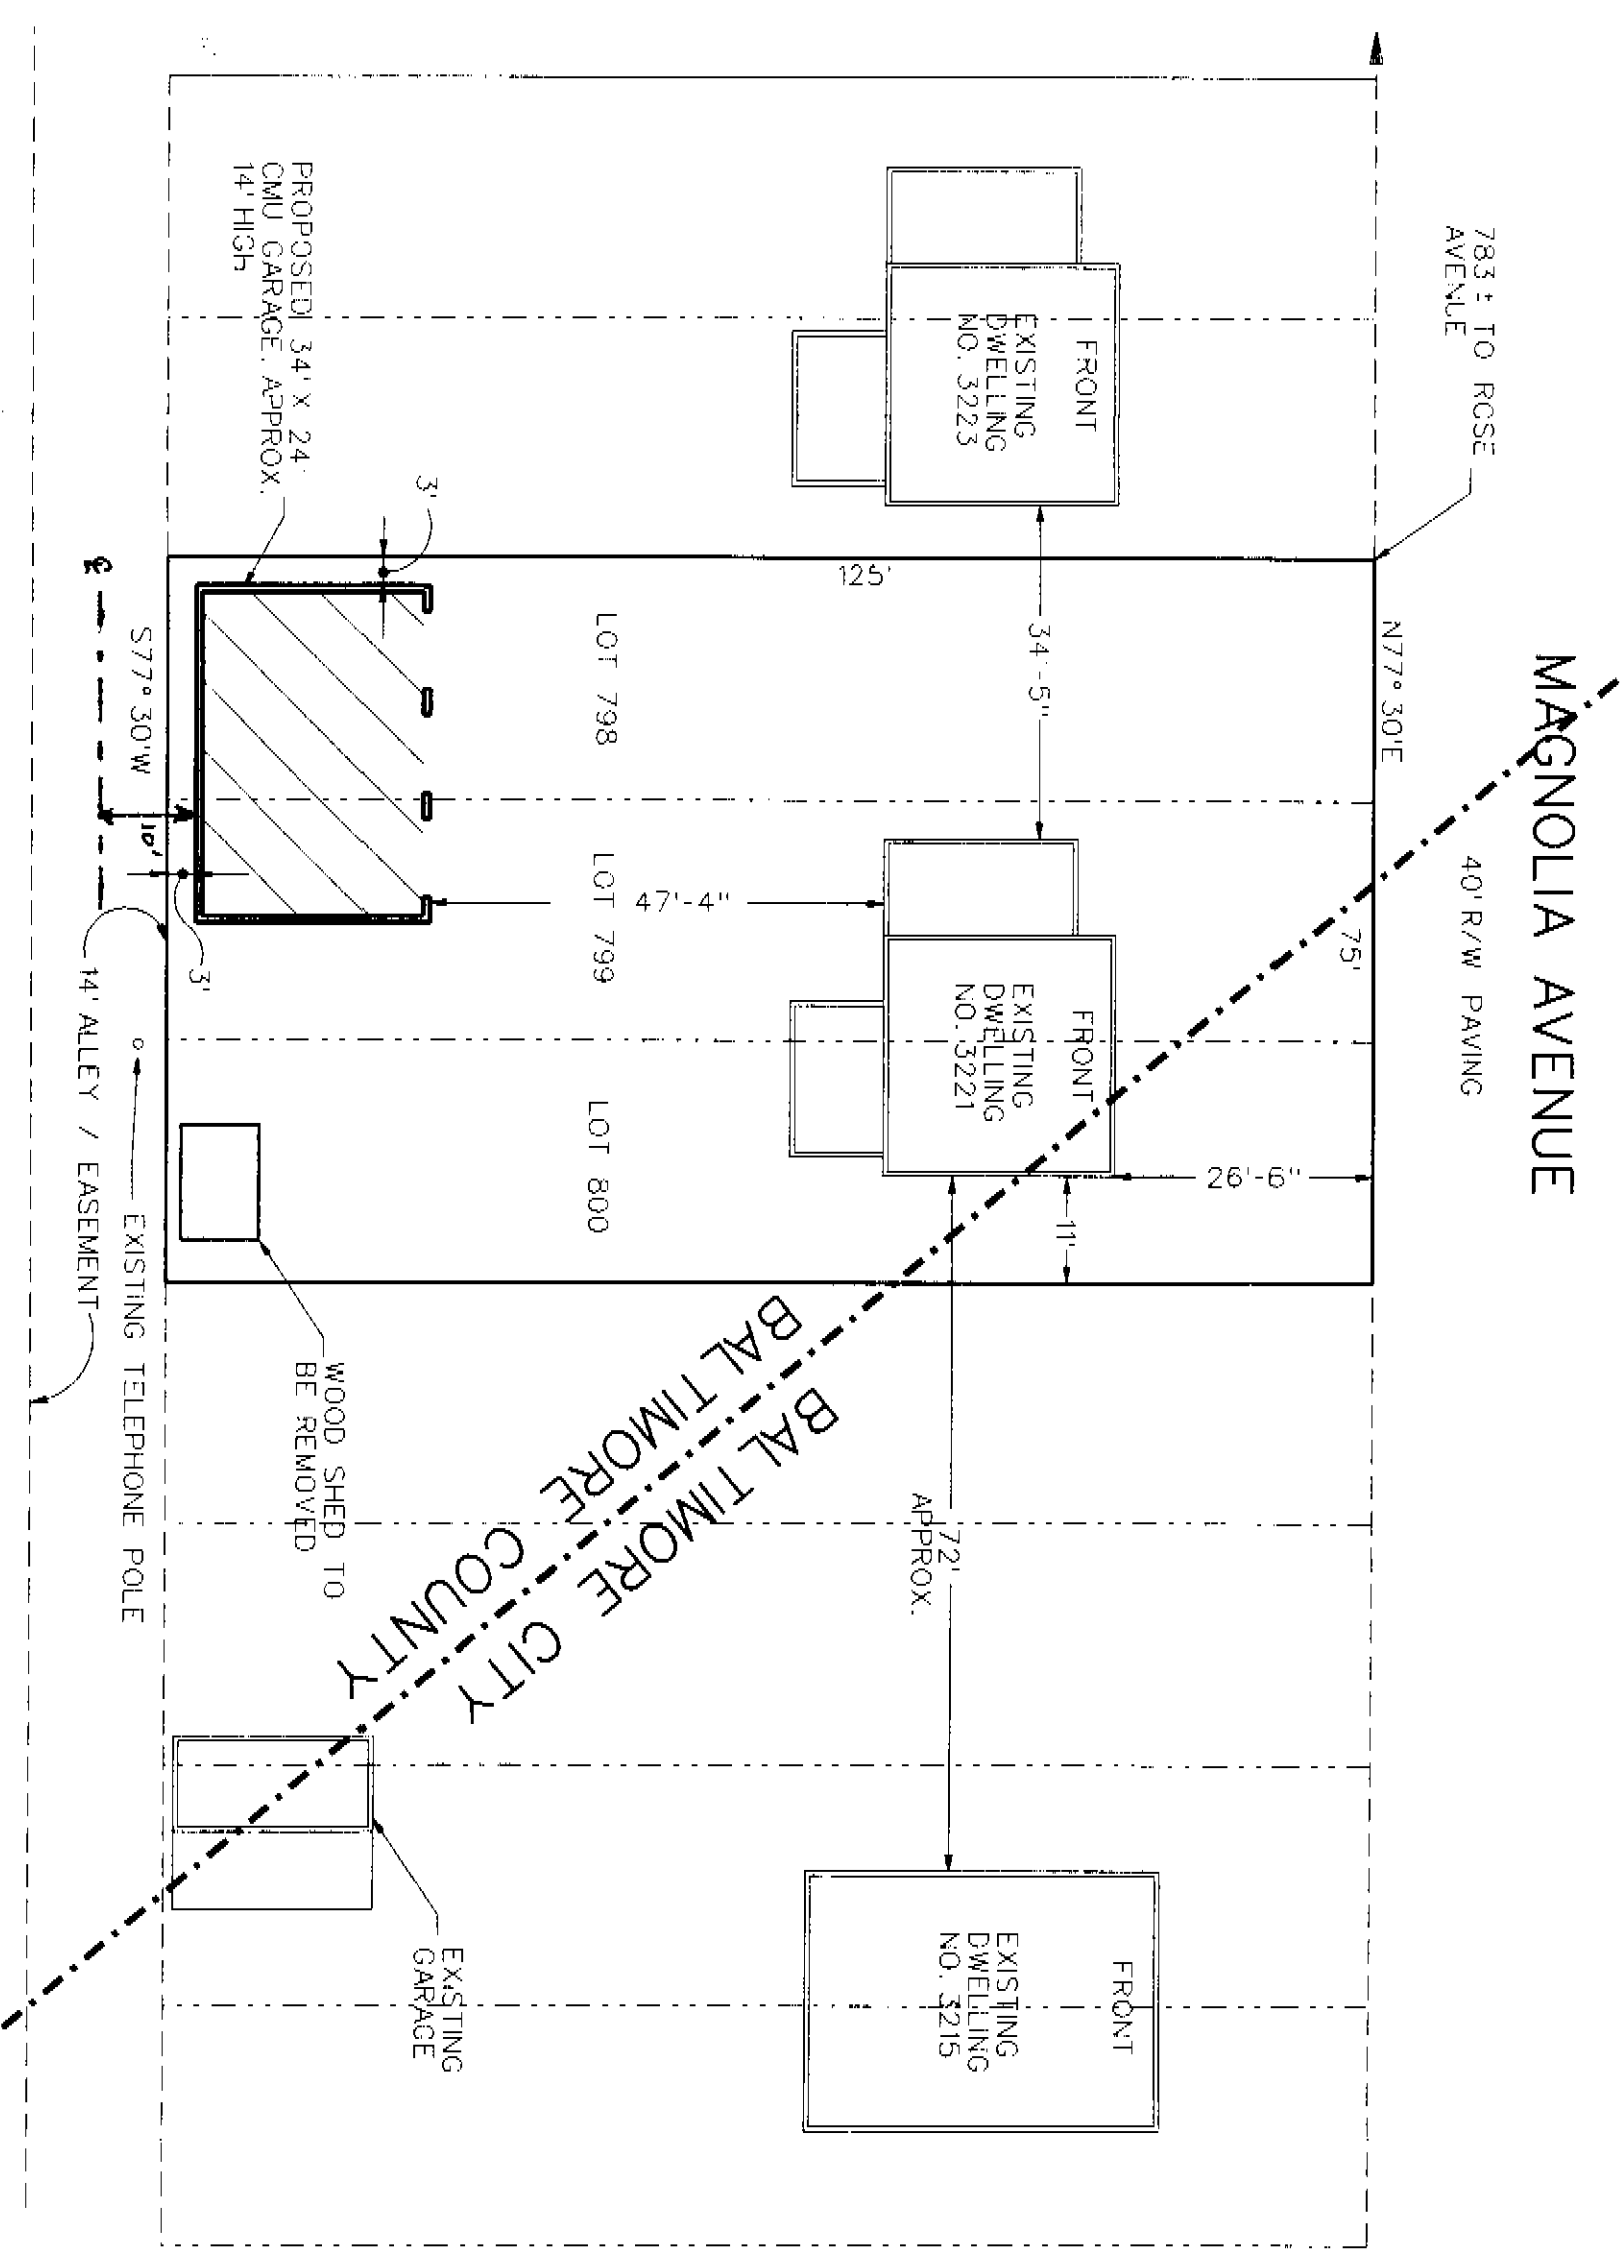 MAGNOLIA AVENUE
40' R/W PAVING
783 ± TO ROSE
AVENUE
N77° 30'E
75'
FRONT
EXISTING
DWELLING
NO. 3223
34'-5"
125'
FRONT
EXISTING
DWELLING
NO. 3221
26'-6"
11'
72'
APPROX.
FRONT
EXISTING
DWELLING
NO. 3215
47'-4"
LOT 798
LOT 799
LOT 800
BALTIMORE CITY
BALTIMORE COUNTY
3'
PROPOSED 34' X 24'
CMU GARAGE. APPROX.
14' HIGH
WOOD SHED TO
BE REMOVED
EXISTING
GARAGE
3'
10'
S77° 30'W
EXISTING TELEPHONE POLE
14' ALLEY / EASEMENT